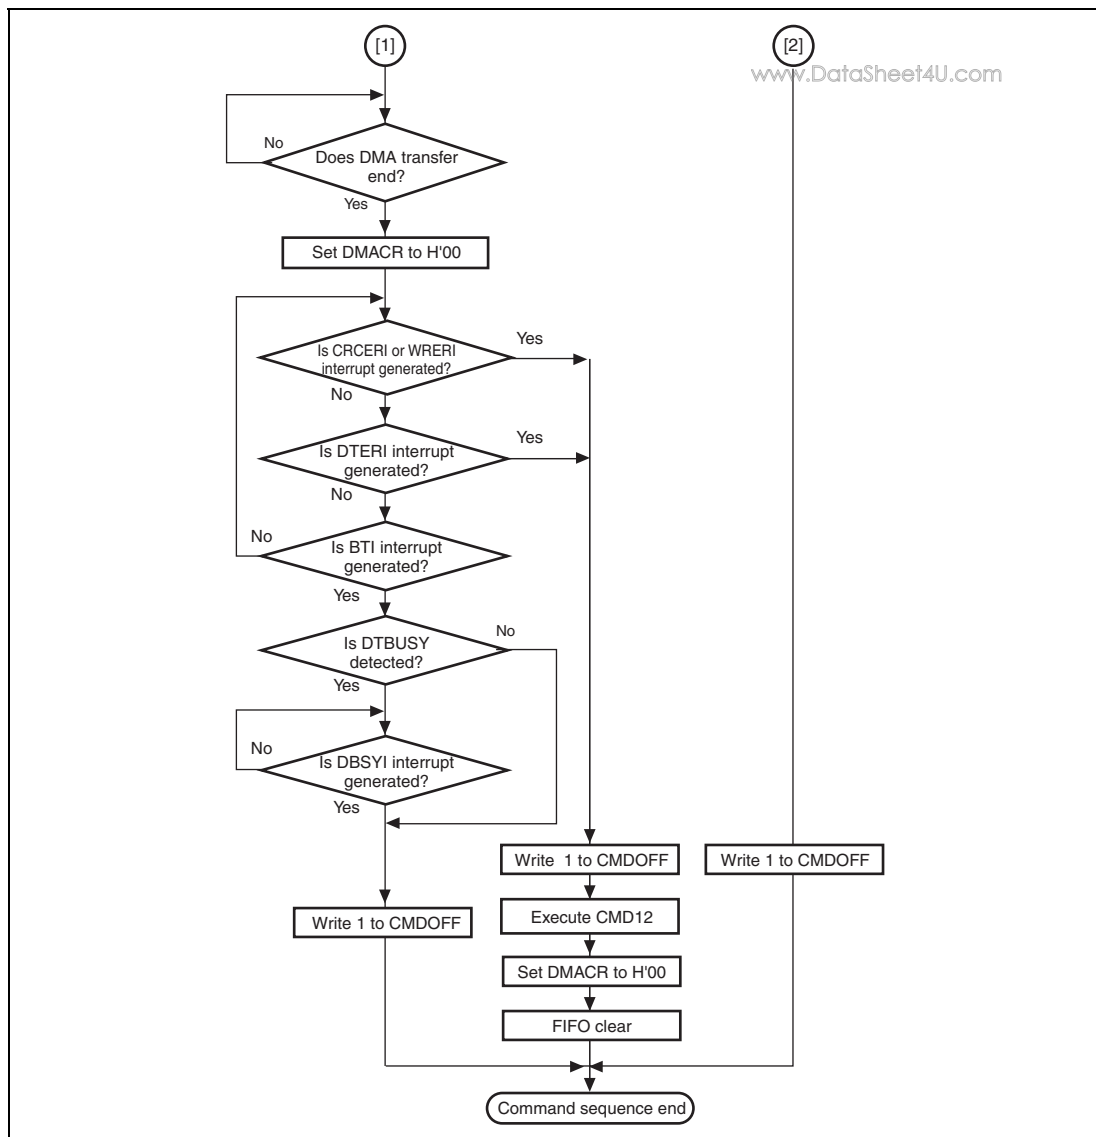 [1]
[2]
www.DataSheet4U.com
No
Does DMA transfer
end?
Yes
Set DMACR to H'00
Is CRCERI or WRERI
interrupt generated?
Yes
No
Is DTERI interrupt
generated?
Yes
No
Is BTI interrupt
generated?
No
Yes
Is DTBUSY
detected?
No
Yes
Is DBSYI interrupt
generated?
No
Yes
Write 1 to CMDOFF
Write 1 to CMDOFF
Write 1 to CMDOFF
Execute CMD12
Set DMACR to H'00
FIFO clear
Command sequence end